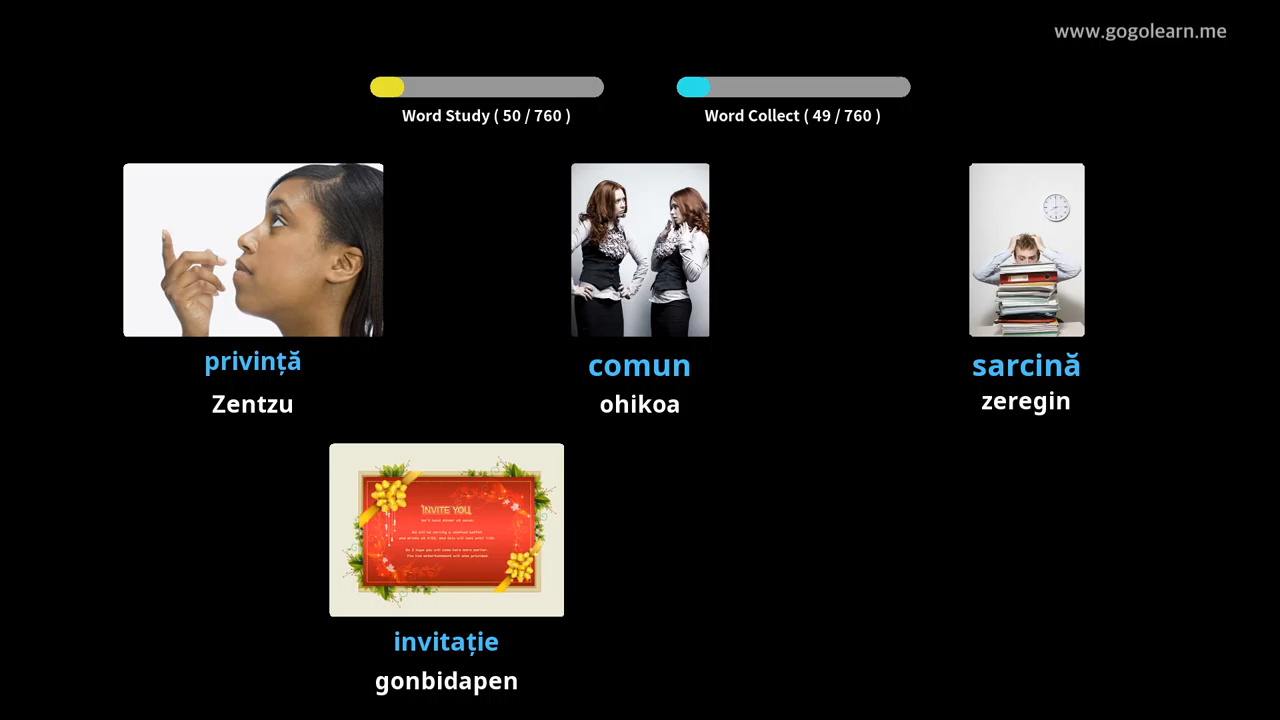 www.gogolearn.me
Word Study ( 50 / 760 )
Word Collect ( 49 / 760 )
privință
Zentzu
comun
ohikoa
sarcină
zeregin
INVITE YOU
invitație
gonbidapen